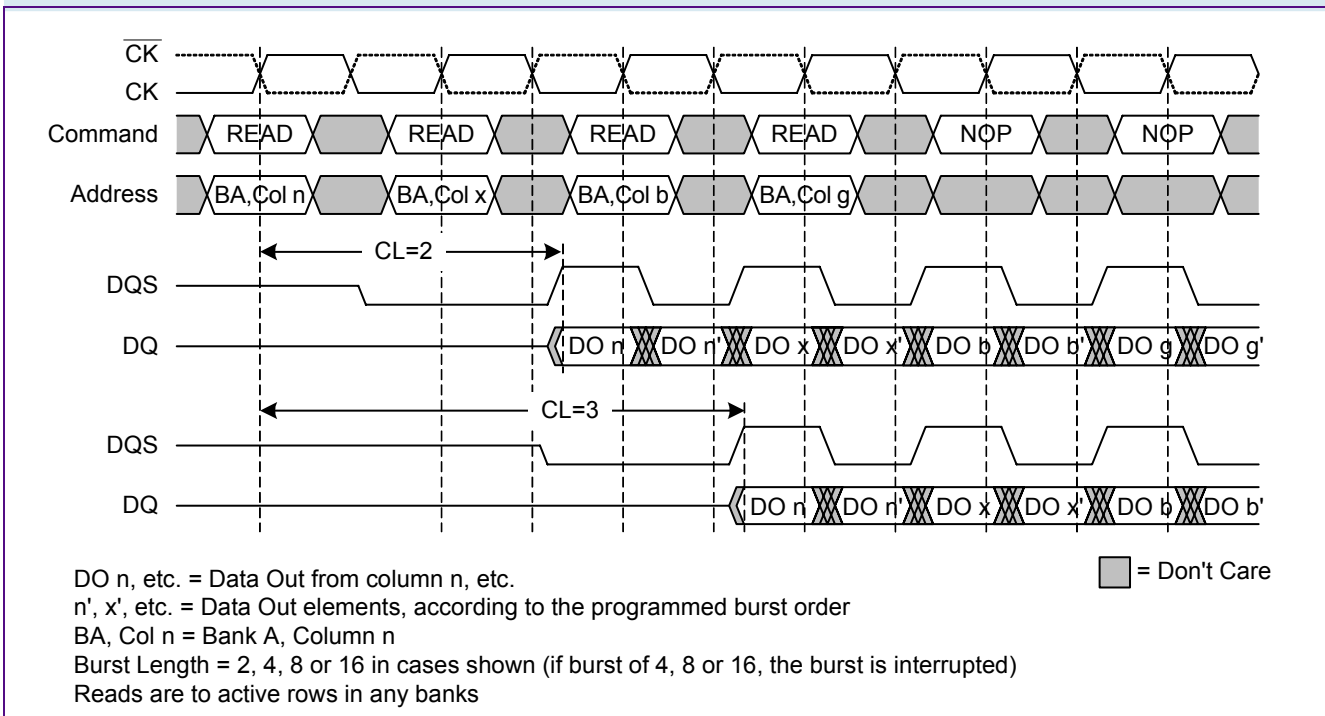 CK
CK
Command READ READ READ READ NOP NOP
Address BA,Col n BA,Col x BA,Col b BA,Col g
CL=2
DQS
DQ DO n DO n' DO x DO x' DO b DO b' DO g DO g'
CL=3
DQS
DQ DO n DO n' DO x DO x' DO b DO b'
DO n, etc. = Data Out from column n, etc.
= Don't Care
n', x', etc. = Data Out elements, according to the programmed burst order
BA, Col n = Bank A, Column n
Burst Length = 2, 4, 8 or 16 in cases shown (if burst of 4, 8 or 16, the burst is interrupted)
Reads are to active rows in any banks